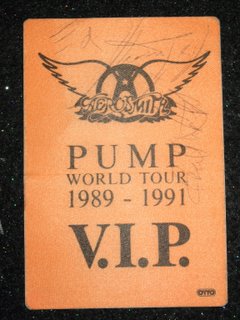 AEROSMITH
PUMP
WORLD TOUR
1989 - 1991
V.I.P.
OTTO